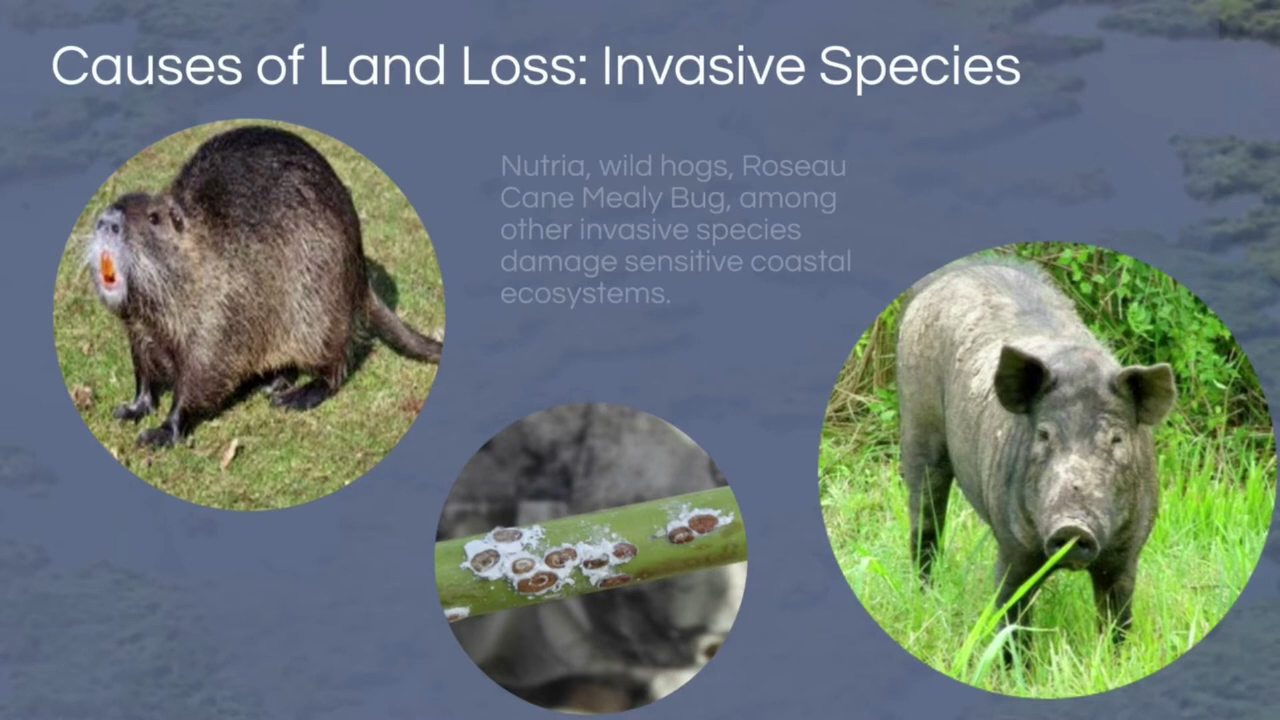 Causes of Land Loss: Invasive Species
Nutria, wild hogs, Roseau
Cane Mealy Bug, among
other invasive species
damage sensitive coastal
ecosystems.